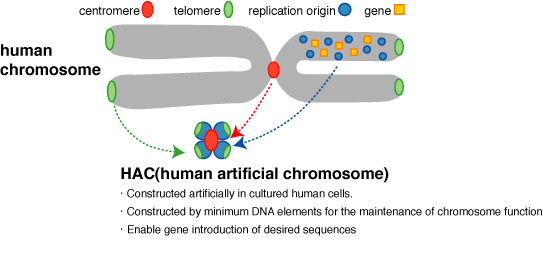 centromere telomere replication origin gene
human
chromosome
HAC(human artificial chromosome)
· Constructed artificially in cultured human cells.
· Constructed by minimum DNA elements for the maintenance of chromosome function
· Enable gene introduction of desired sequences